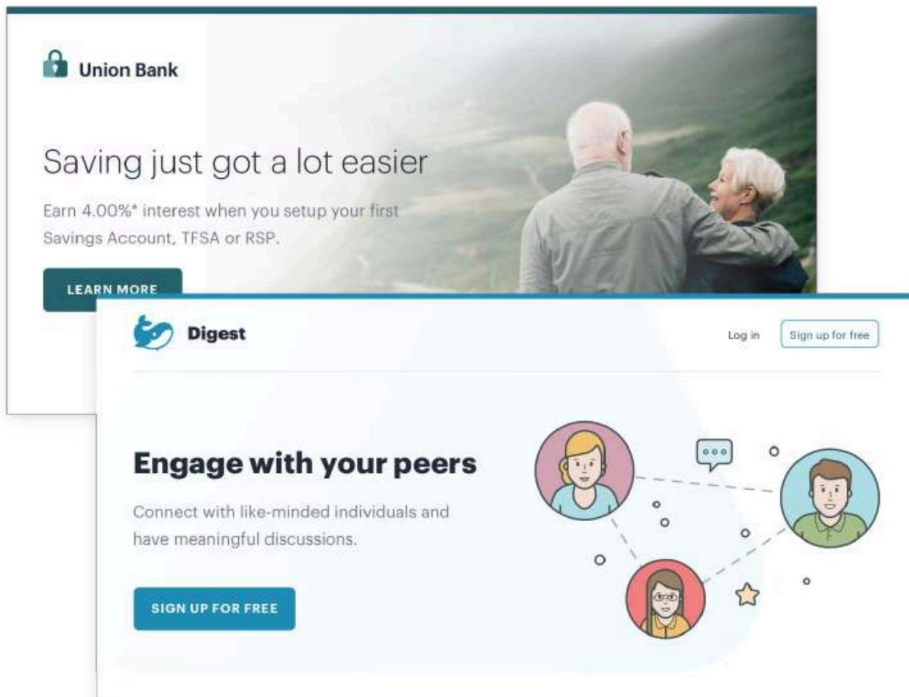 Union Bank
Saving just got a lot easier
Earn 4.00%* interest when you setup your first
Savings Account, TFSA or RSP.
LEARN MORE
Digest
Log in
Sign up for free
Engage with your peers
Connect with like-minded individuals and
have meaningful discussions.
SIGN UP FOR FREE